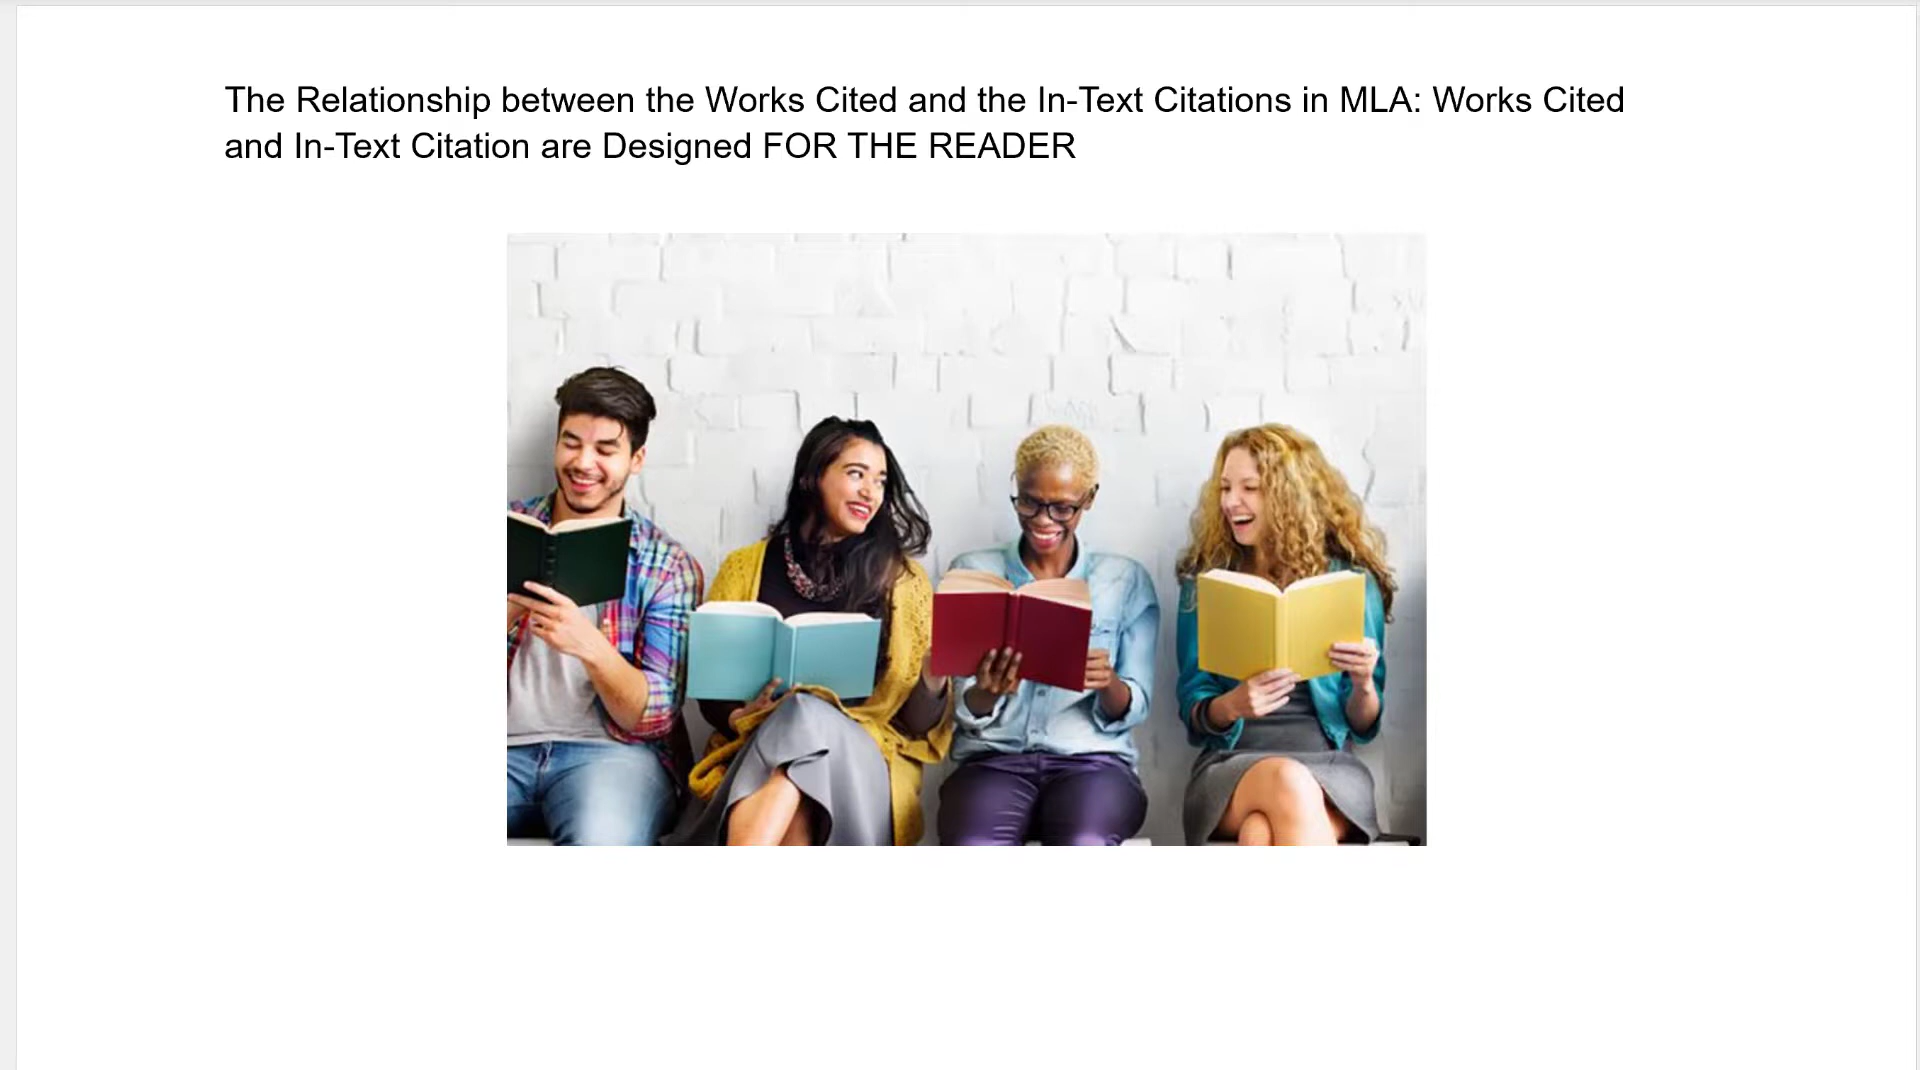 The Relationship between the Works Cited and the In-Text Citations in MLA: Works Cited
and In-Text Citation are Designed FOR THE READER